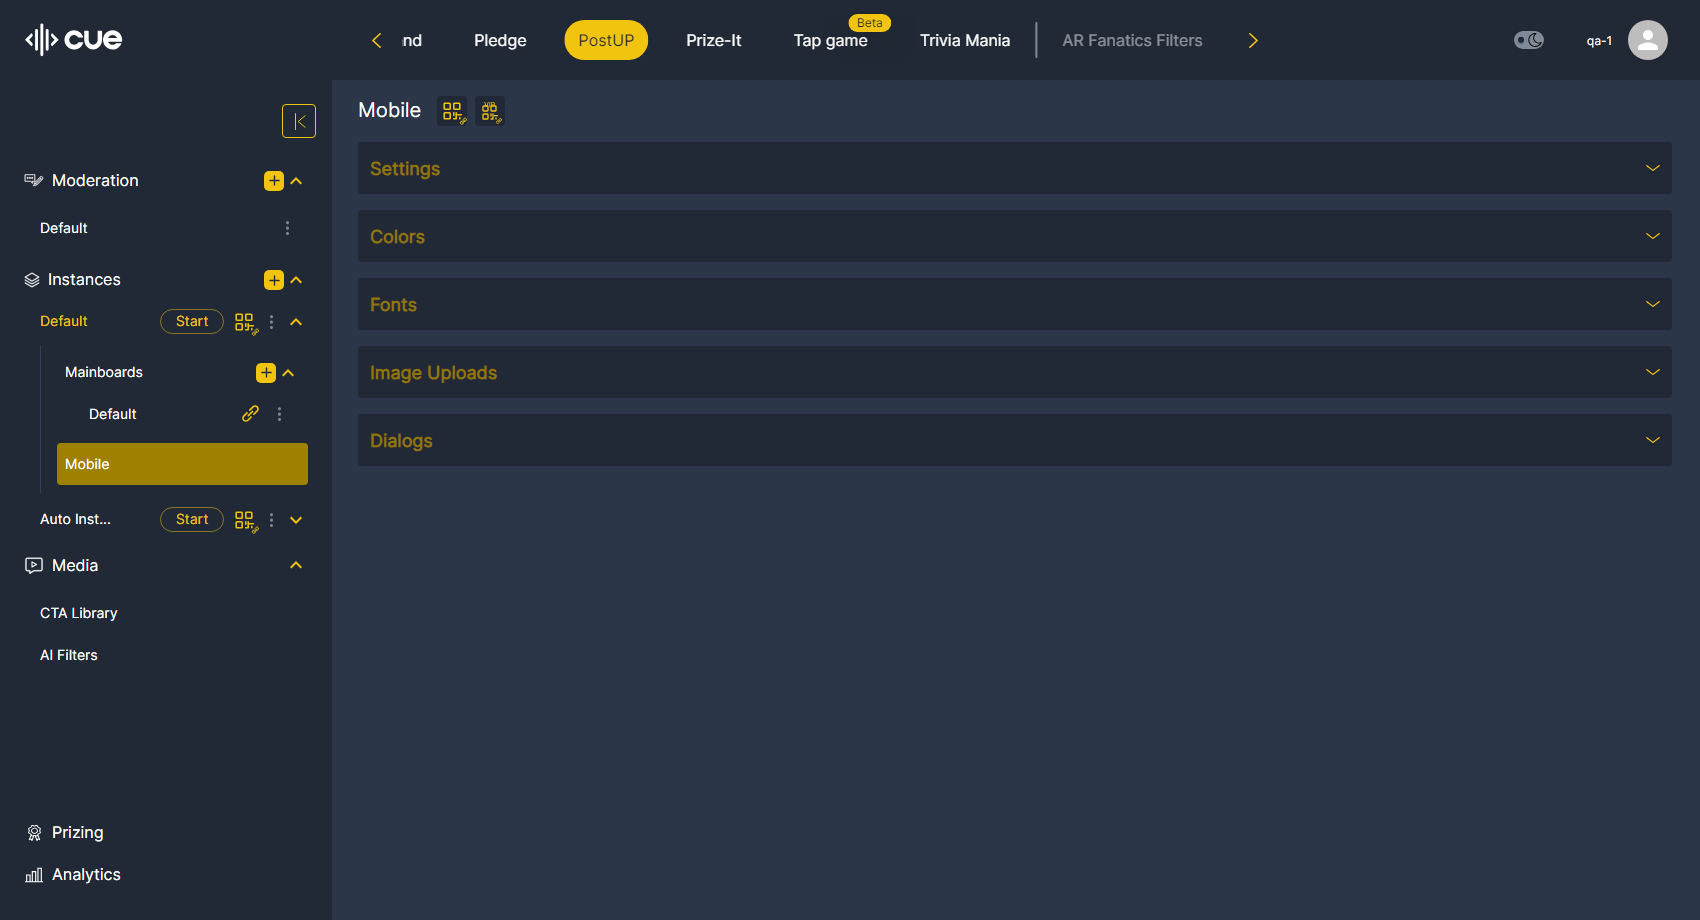 cue
nd
Pledge
PostUP
Prize-It
Tap game
Beta
Trivia Mania
AR Fanatics Filters
qa-1
Moderation
Default
Instances
Default
Start
Mainboards
Default
Mobile
Auto Inst...
Start
Media
CTA Library
AI Filters
Prizing
Analytics
Mobile
VIP
Settings
Colors
Fonts
Image Uploads
Dialogs